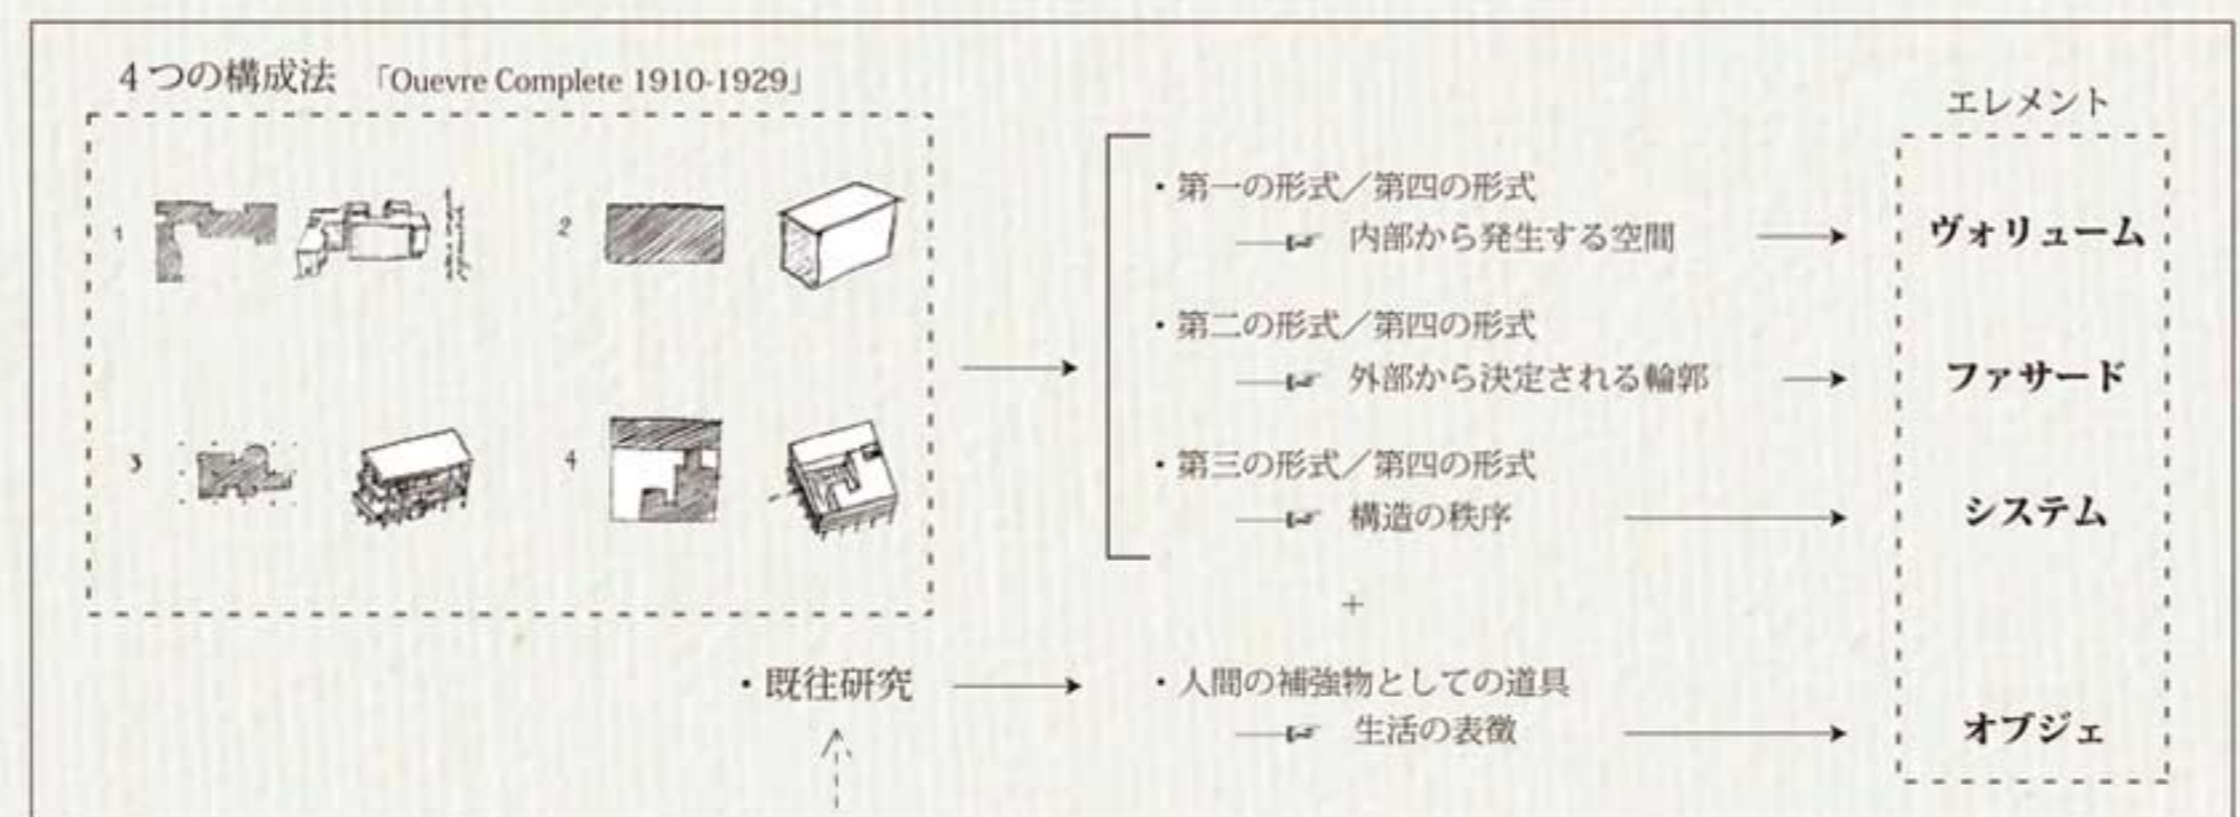 4つの構成法 「Ouevre Complete 1910-1929」
1
2
3
4
・既往研究
・第一の形式／第四の形式
内部から発生する空間
・第二の形式／第四の形式
外部から決定される輪郭
・第三の形式／第四の形式
構造の秩序
+
・人間の補強物としての道具
生活の表徴
エレメント
ヴォリューム
ファサード
システム
オブジェ